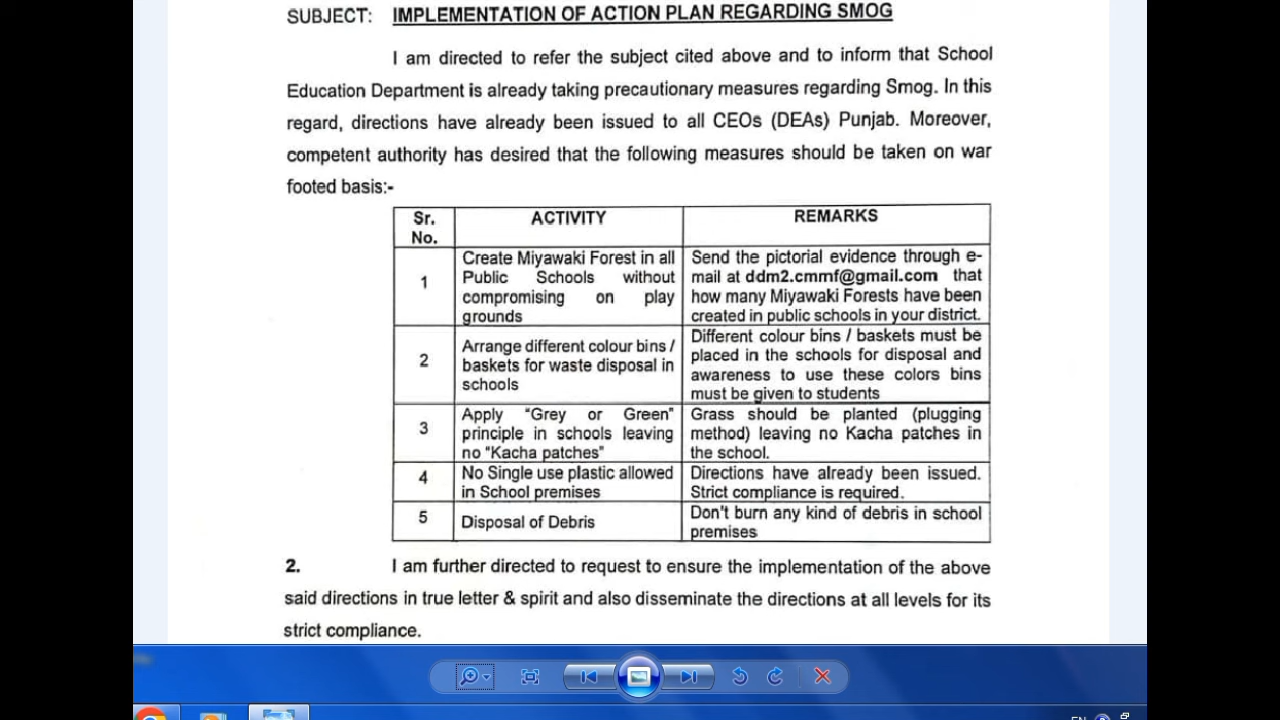 SUBJECT: IMPLEMENTATION OF ACTION PLAN REGARDING SMOG
I am directed to refer the subject cited above and to inform that School
Education Department is already taking precautionary measures regarding Smog. In this
regard, directions have already been issued to all CEOs (DEAs) Punjab. Moreover,
competent authority has desired that the following measures should be taken on war
footed basis:-
Sr. No. ACTIVITY REMARKS
1
Create Miyawaki Forest in all
Public Schools without
compromising on play
grounds
Send the pictorial evidence through e-
mail at ddm2.cmmf@gmail.com that
how many Miyawaki Forests have been
created in public schools in your district.
2
Arrange different colour bins /
baskets for waste disposal in
schools
Different colour bins / baskets must be
placed in the schools for disposal and
awareness to use these colors bins
must be given to students
3
Apply "Grey or Green"
principle in schools leaving
no "Kacha patches"
Grass should be planted (plugging
method) leaving no Kacha patches in
the school.
4
No Single use plastic allowed
in School premises
Directions have already been issued.
Strict compliance is required.
5
Disposal of Debris
Don't burn any kind of debris in school
premises
2. I am further directed to request to ensure the implementation of the above
said directions in true letter & spirit and also disseminate the directions at all levels for its
strict compliance.
EN